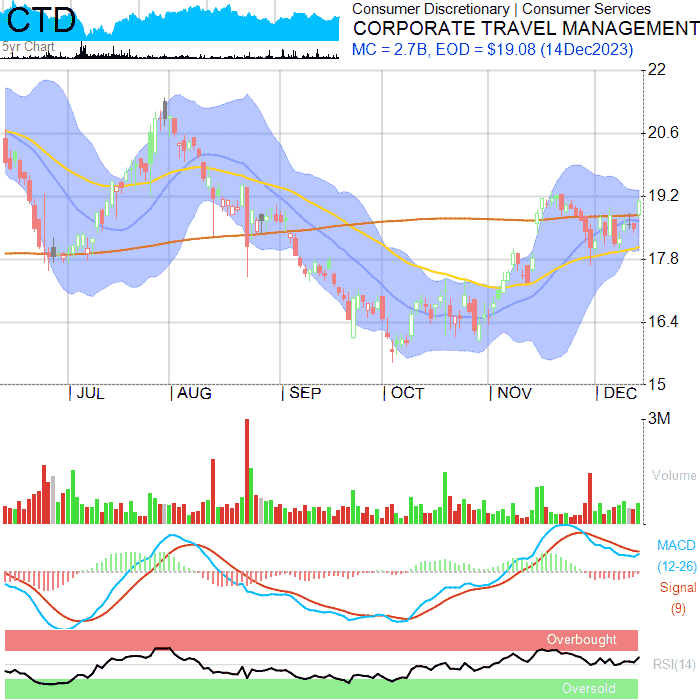 CTD
5yr Chart
Consumer Discretionary | Consumer Services
CORPORATE TRAVEL MANAGEMENT
MC = 2.7B, EOD = $19.08 (14Dec2023)
22
20.6
19.2
17.8
16.4
15
| JUL | AUG | SEP | OCT | NOV | DEC
3M
Volume
MACD
(12-26)
Signal
(9)
Overbought
RSI(14)
Oversold